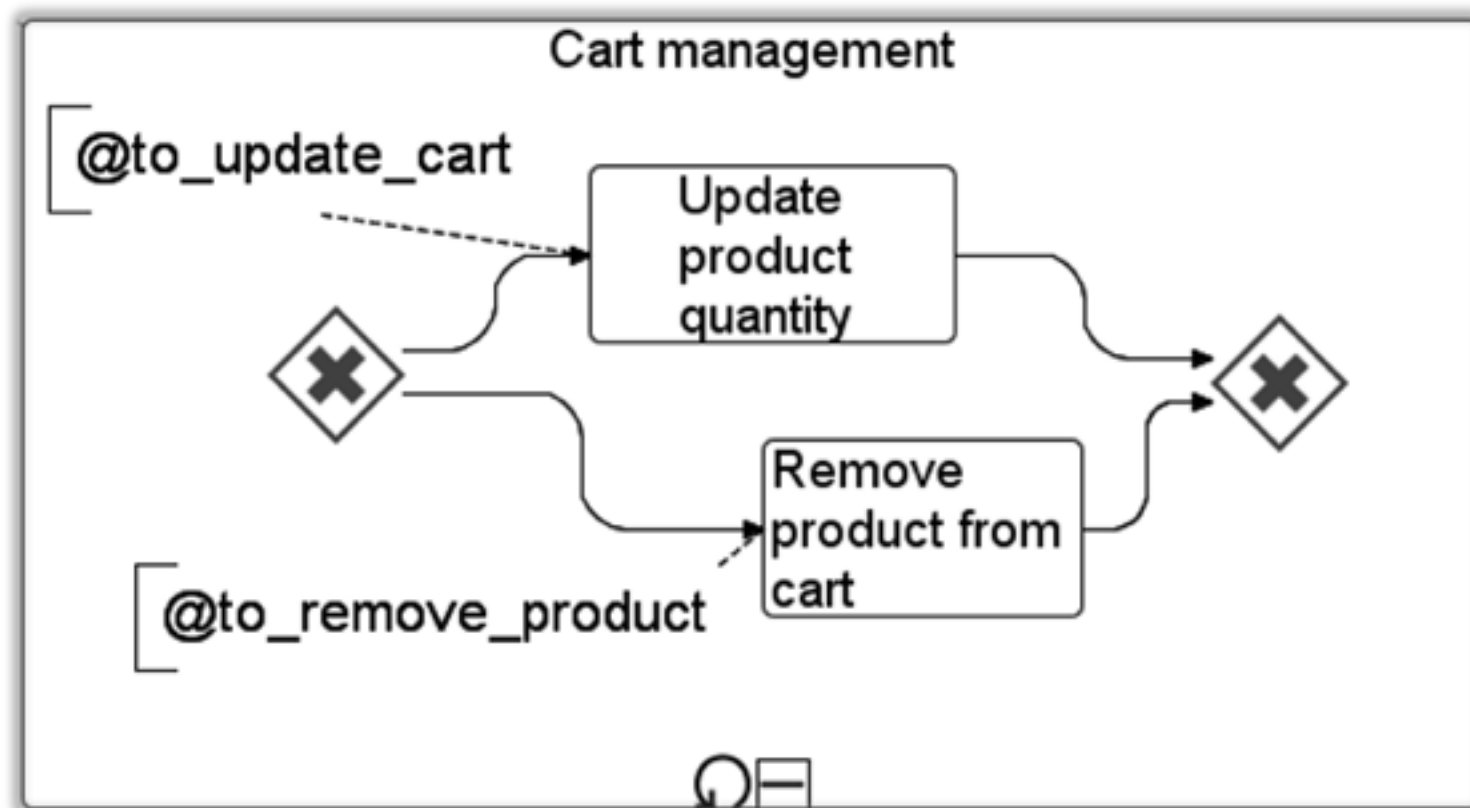 Cart management
@to_update_cart
Update
product
quantity
Remove
product from
cart
@to_remove_product